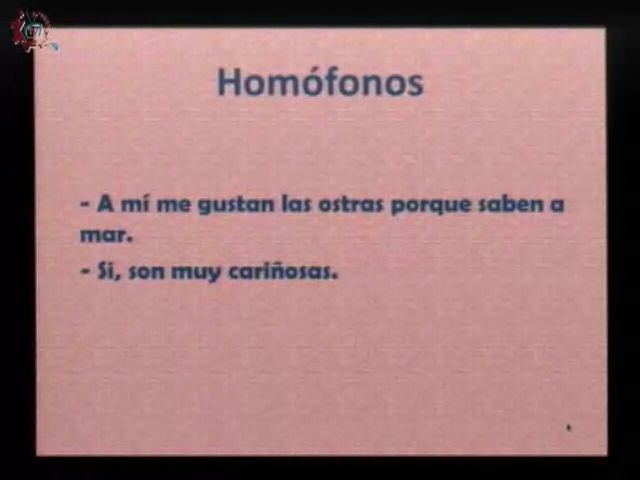 Homófonos
- A mí me gustan las ostras porque saben a
mar.
- Si, son muy cariñosas.